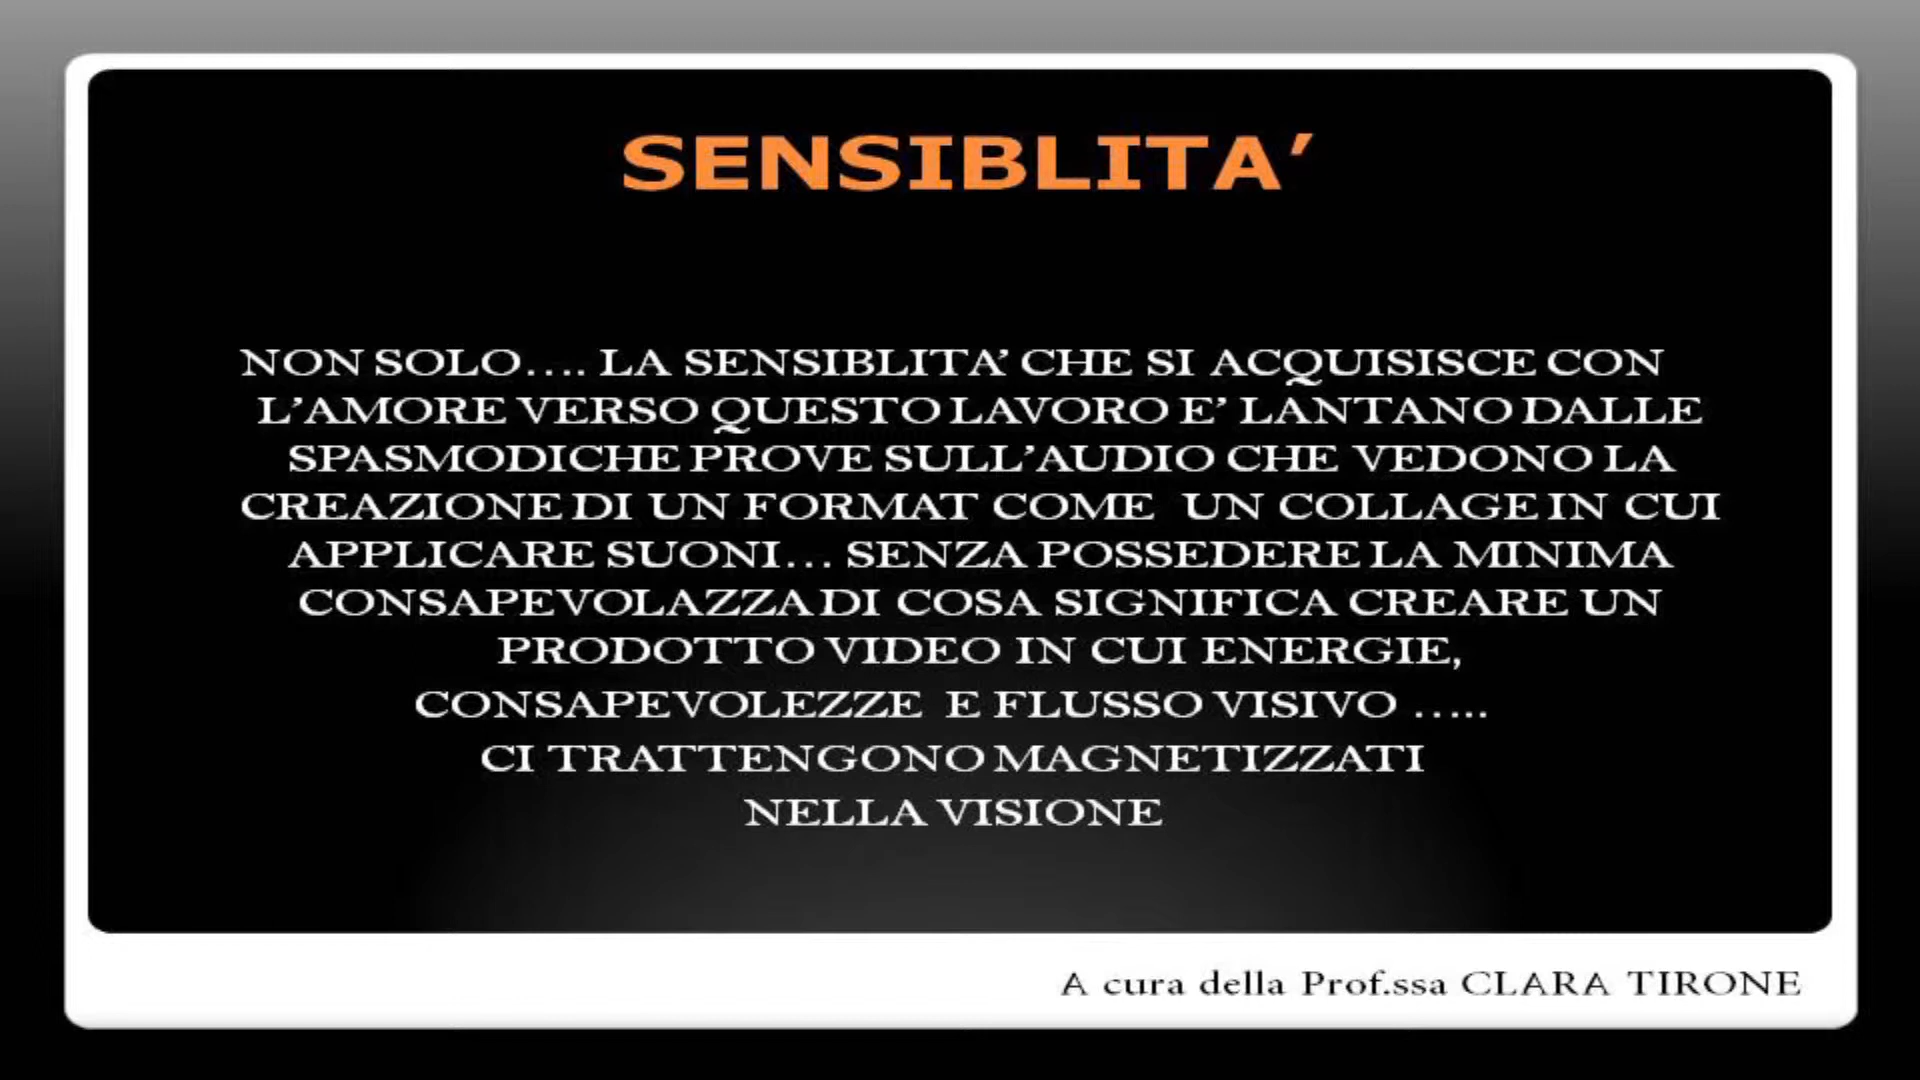 SENSIBLITA’
NON SOLO…. LA SENSIBLITA’ CHE SI ACQUISISCE CON
L’AMORE VERSO QUESTO LAVORO E’ LANTANO DALLE
SPASMODICHE PROVE SULL’AUDIO CHE VEDONO LA
CREAZIONE DI UN FORMAT COME UN COLLAGE IN CUI
APPLICARE SUONI… SENZA POSSEDERE LA MINIMA
CONSAPEVOLAZZA DI COSA SIGNIFICA CREARE UN
PRODOTTO VIDEO IN CUI ENERGIE,
CONSAPEVOLEZZE E FLUSSO VISIVO …..
CI TRATTENGONO MAGNETIZZATI
NELLA VISIONE
A cura della Prof.ssa CLARA TIRONE